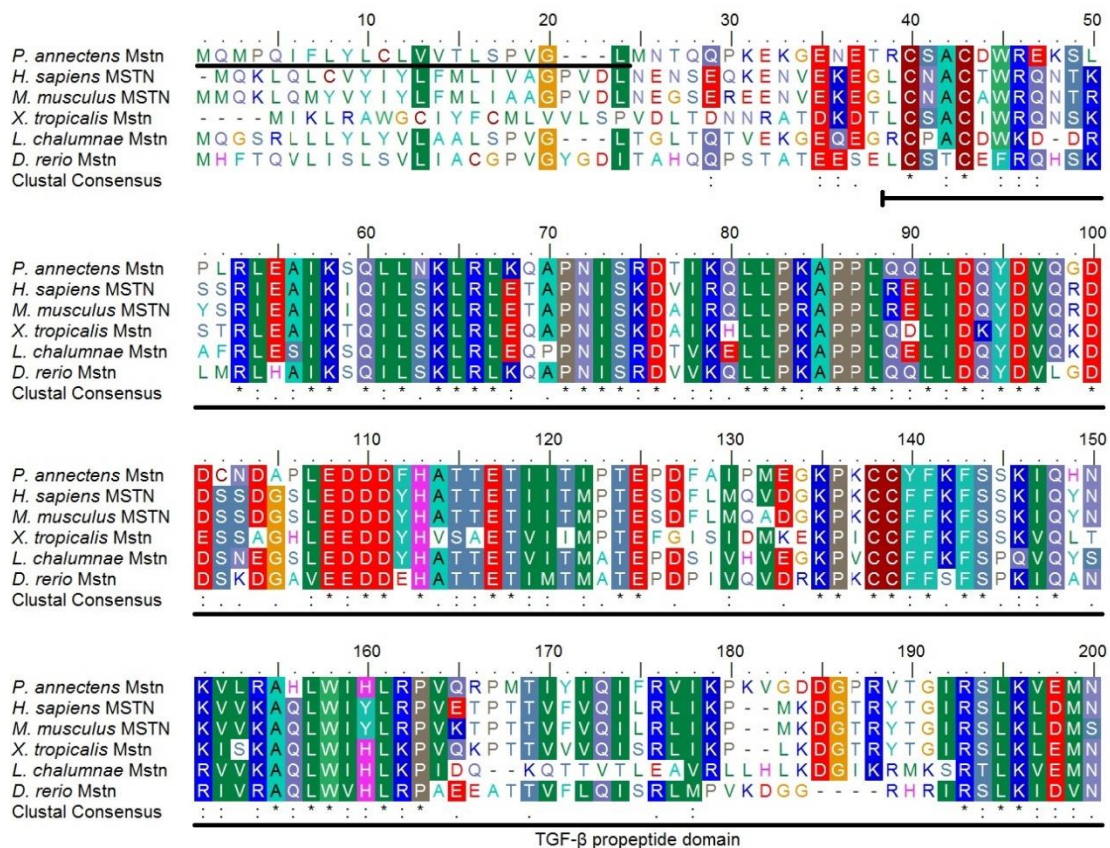 10 20 30 40 50
P. annectens Mstn MQMPQIFLYLCLVVTLSPVG---LMNTQQPKEKGENETRCSACDWREKSL
H. sapiens MSTN -MQKLQLCVYIYLFMLIVAGPVDLNENSEQKENVEKEGLCNACTWRQNTK
M. musculus MSTN MMQKLQMYVYIYLFMLIAAGPVDLNEGSEREENVEKEGLCNACAWRQNTR
X. tropicalis Mstn ----MIKLRAWGCIYFCMLVVLSPVDLTDNNRATDKDTLCNACIWRQNSK
L. chalumnae Mstn MQGSRLLLYLYVLAALSPVG---LTGLTQTVEKGEQEGRCPACDWKD-DR
D. rerio Mstn MHFTQVLISLSVLIACGPVGYGDITAHQQPSTATEESELCSTCEFRQHSK
Clustal Consensus
60 70 80 90 100
P. annectens Mstn PLRLEAIKSQLLNKLRLKQAPNISRDTIKQLLPKAPPLQQLLDQYDVQGD
H. sapiens MSTN SSRIEAIKIQILSKLRLETAPNISKDVIRQLLPKAPPLRELIDQYDVQRD
M. musculus MSTN YSRIEAIKIQILSKLRLETAPNISKDAIRQLLPRAPPLRELIDQYDVQRD
X. tropicalis Mstn STRLEAIKTQILSKLRLEQAPNISRDAIKHLLPKAPPLQDLIDKYDVQKD
L. chalumnae Mstn AFRLESIKSQILSKLRLEQPPNISRDTVKELLPKAPPLQELIDQYDVQKD
D. rerio Mstn LMRLHAIKSQILSKLRLKQAPNISRDVVKQLLPKAPPLQQLLDQYDVLGD
Clustal Consensus
110 120 130 140 150
P. annectens Mstn DCNDAPLEDDDFHATTETIITIPTEPDFAIPMEGKPKCCYFKFSSKIQHN
H. sapiens MSTN DSSDGSLEDDDYHATTETIITMPTESDFLMQVDGKPKCCFFKFSSKIQYN
M. musculus MSTN DSSDGSLEDDDYHATTETIITMPTESDFLMQADGKPKCCFFKFSSKIQYN
X. tropicalis Mstn ESSAGHLEDDDYHVSAETVIIMPTEFGISIDMKEKPKCCFFKFSSKVQLT
L. chalumnae Mstn DSNEGSLEDDDYHATTETVITMATEPDSIVHVEGKPVCCFFKFSPQVQYS
D. rerio Mstn DSKDGAVEEDDEHATTETIMTMATEPDPIVQVDRKPKCCFFSFSPKIQAN
Clustal Consensus
160 170 180 190 200
P. annectens Mstn KVLRAHLWIHLRPVQRPMTIYIQIFRVIKPKVGDDGPRVTGIRSLKVEMN
H. sapiens MSTN KVVKAQLWIYLRPVETPTTVFVQILRLIKP--MKDGTRYTGIRSLKLDMN
M. musculus MSTN KVVKAQLWIYLRPVKTPTTVFVQILRLIKP--MKDGTRYTGIRSLKLDMS
X. tropicalis Mstn KISKAQLWIHLKPVQKPTTVVVQISRLIKP--LKDGTRYTGIRSLKLEMN
L. chalumnae Mstn RVVKAQLWIHLKPIDQ--KQTTVTLEAVRLLHLKDGIKRMKSRTLKVEMN
D. rerio Mstn RIVRASLWVHLRPAEEATTVFLQISRLMPVKDGG----RHRIRSLKIDVN
Clustal Consensus
TGF-β propeptide domain